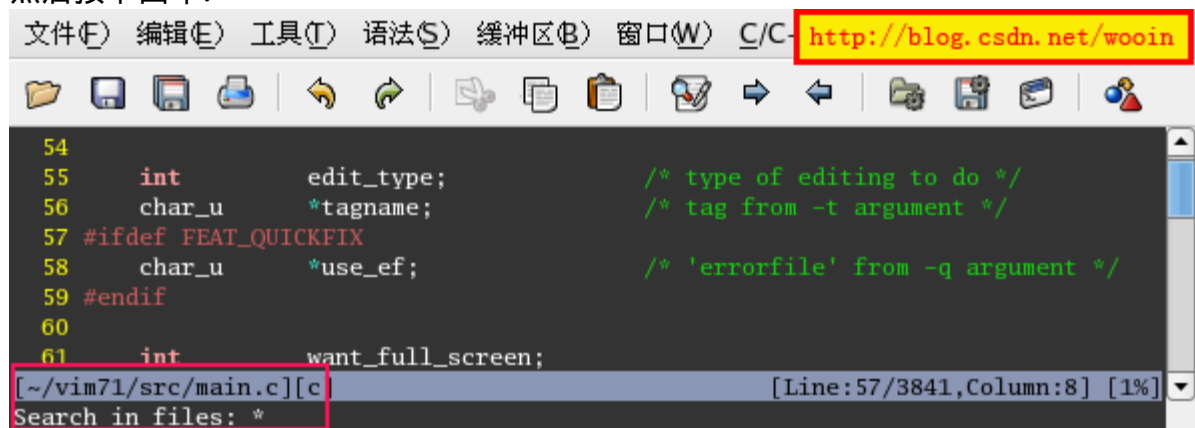 文件(F) 编辑(E) 工具(T) 语法(S) 缓冲区(B) 窗口(W) C/C- http://blog.csdn.net/wooin
54
55 int edit_type; /* type of editing to do */
56 char_u *tagname; /* tag from -t argument */
57 #ifdef FEAT_QUICKFIX
58 char_u *use_ef; /* 'errorfile' from -q argument */
59 #endif
60
61 int want_full_screen;
[~/vim71/src/main.c][c] [Line:57/3841,Column:8] [1%]
Search in files: *